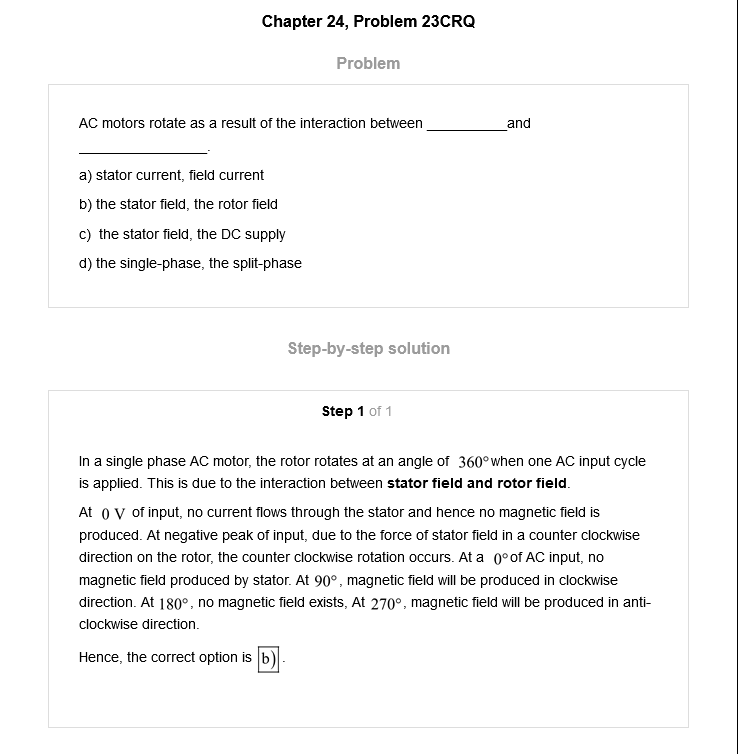 Chapter 24, Problem 23CRQ
Problem
AC motors rotate as a result of the interaction between __________and
________________.
a) stator current, field current
b) the stator field, the rotor field
c)  the stator field, the DC supply
d) the single-phase, the split-phase
Step-by-step solution
Step 1 of 1
In a single phase AC motor, the rotor rotates at an angle of 360° when one AC input cycle
is applied. This is due to the interaction between stator field and rotor field.
At 0 V of input, no current flows through the stator and hence no magnetic field is
produced. At negative peak of input, due to the force of stator field in a counter clockwise
direction on the rotor, the counter clockwise rotation occurs. At a 0° of AC input, no
magnetic field produced by stator. At 90°, magnetic field will be produced in clockwise
direction. At 180°, no magnetic field exists, At 270°, magnetic field will be produced in anti-
clockwise direction.
Hence, the correct option is b).